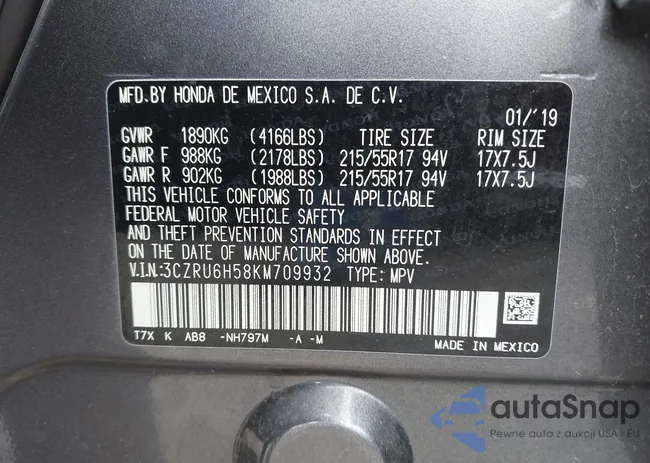 MFD.BY HONDA DE MEXICO S.A. DE C.V.
01/'19
GVWR 1890KG (4166LBS) TIRE SIZE RIM SIZE
GAWR F 988KG (2178LBS) 215/55R17 94V 17X7.5J
GAWR R 902KG (1988LBS) 215/55R17 94V 17X7.5J
THIS VEHICLE CONFORMS TO ALL APPLICABLE
FEDERAL MOTOR VEHICLE SAFETY
AND THEFT PREVENTION STANDARDS IN EFFECT
ON THE DATE OF MANUFACTURE SHOWN ABOVE.
V.I.N.:3CZRU6H58KM709932 TYPE: MPV
T7X K AB8 -NH797M -A -M
MADE IN MEXICO
autaSnap
Pewne auta z aukcji USA i EU